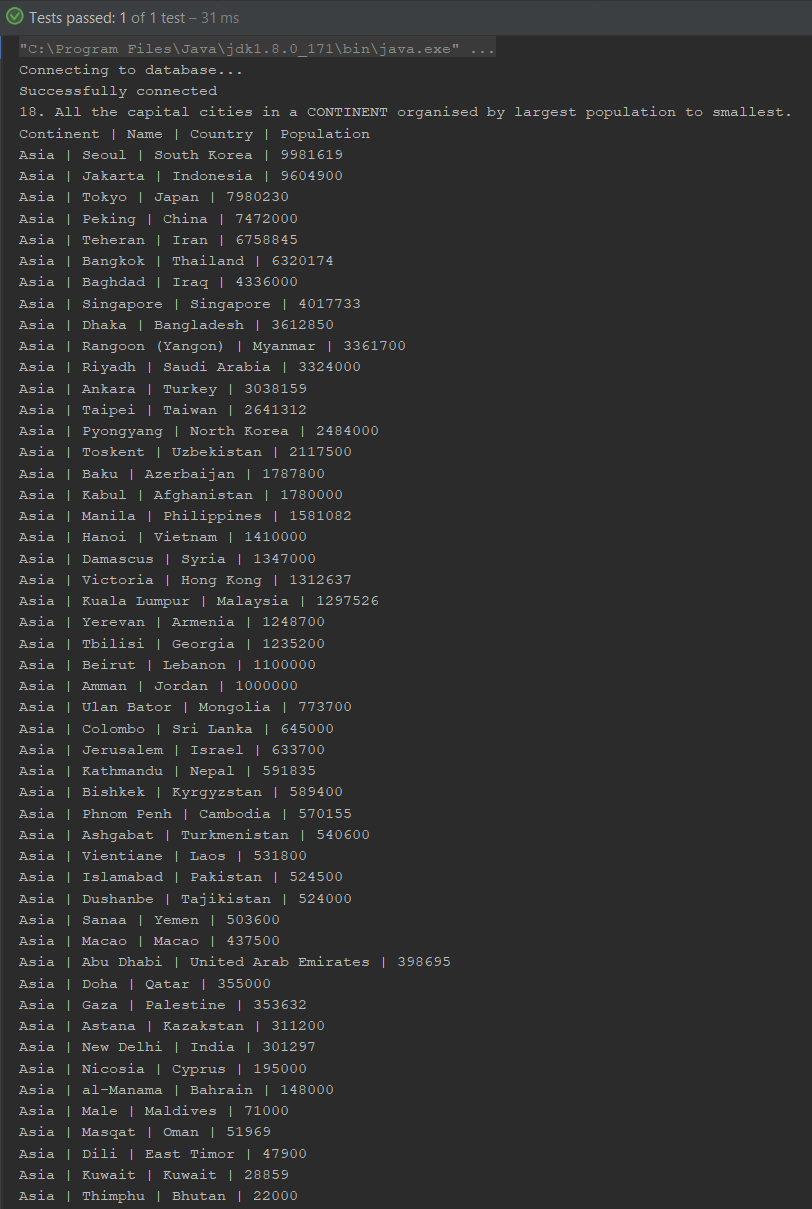 Tests passed: 1 of 1 test – 31 ms
"C:\Program Files\Java\jdk1.8.0_171\bin\java.exe" ...
Connecting to database...
Successfully connected
18. All the capital cities in a CONTINENT organised by largest population to smallest.
Continent | Name | Country | Population
Asia | Seoul | South Korea | 9981619
Asia | Jakarta | Indonesia | 9604900
Asia | Tokyo | Japan | 7980230
Asia | Peking | China | 7472000
Asia | Teheran | Iran | 6758845
Asia | Bangkok | Thailand | 6320174
Asia | Baghdad | Iraq | 4336000
Asia | Singapore | Singapore | 4017733
Asia | Dhaka | Bangladesh | 3612850
Asia | Rangoon (Yangon) | Myanmar | 3361700
Asia | Riyadh | Saudi Arabia | 3324000
Asia | Ankara | Turkey | 3038159
Asia | Taipei | Taiwan | 2641312
Asia | Pyongyang | North Korea | 2484000
Asia | Toskent | Uzbekistan | 2117500
Asia | Baku | Azerbaijan | 1787800
Asia | Kabul | Afghanistan | 1780000
Asia | Manila | Philippines | 1581082
Asia | Hanoi | Vietnam | 1410000
Asia | Damascus | Syria | 1347000
Asia | Victoria | Hong Kong | 1312637
Asia | Kuala Lumpur | Malaysia | 1297526
Asia | Yerevan | Armenia | 1248700
Asia | Tbilisi | Georgia | 1235200
Asia | Beirut | Lebanon | 1100000
Asia | Amman | Jordan | 1000000
Asia | Ulan Bator | Mongolia | 773700
Asia | Colombo | Sri Lanka | 645000
Asia | Jerusalem | Israel | 633700
Asia | Kathmandu | Nepal | 591835
Asia | Bishkek | Kyrgyzstan | 589400
Asia | Phnom Penh | Cambodia | 570155
Asia | Ashgabat | Turkmenistan | 540600
Asia | Vientiane | Laos | 531800
Asia | Islamabad | Pakistan | 524500
Asia | Dushanbe | Tajikistan | 524000
Asia | Sanaa | Yemen | 503600
Asia | Macao | Macao | 437500
Asia | Abu Dhabi | United Arab Emirates | 398695
Asia | Doha | Qatar | 355000
Asia | Gaza | Palestine | 353632
Asia | Astana | Kazakstan | 311200
Asia | New Delhi | India | 301297
Asia | Nicosia | Cyprus | 195000
Asia | al-Manama | Bahrain | 148000
Asia | Male | Maldives | 71000
Asia | Masqat | Oman | 51969
Asia | Dili | East Timor | 47900
Asia | Kuwait | Kuwait | 28859
Asia | Thimphu | Bhutan | 22000